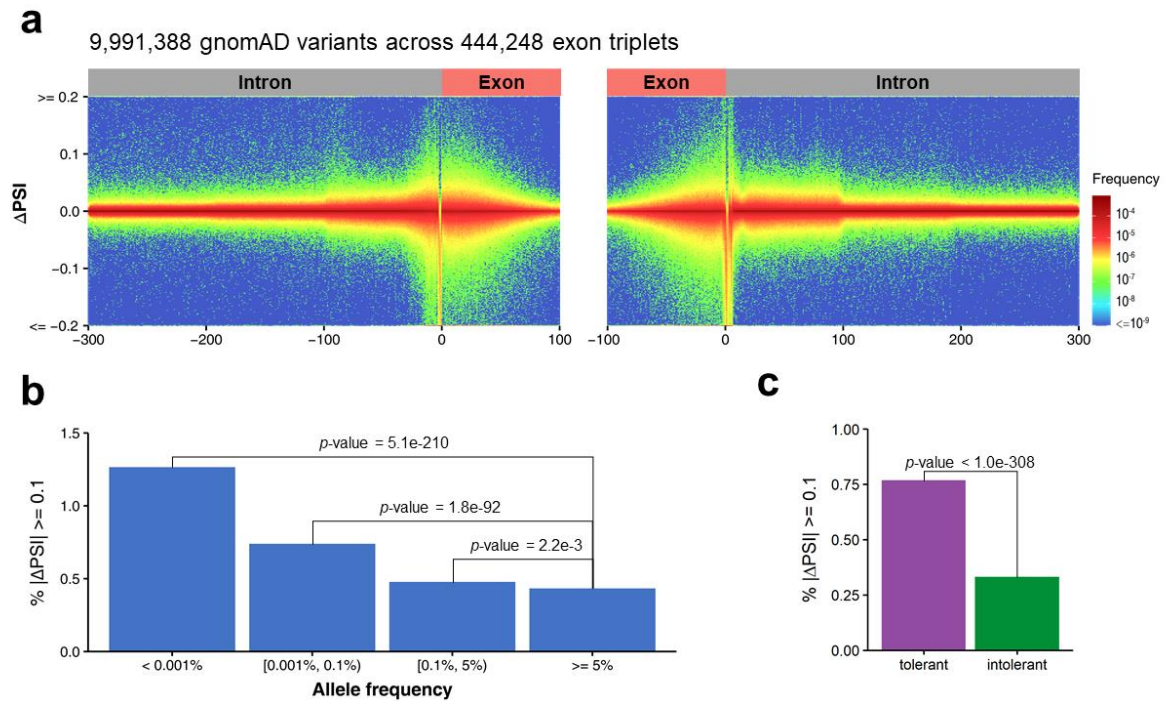 a
9,991,388 gnomAD variants across 444,248 exon triplets
Intron Exon Exon Intron
>= 0.2
0.1
0.0
−0.1
<= −0.2
ΔPSI
−300 −200 −100 0 100 −100 0 100 200 300
Frequency
10⁻⁴
10⁻⁵
10⁻⁶
10⁻⁷
10⁻⁸
<=10⁻⁹
b
% |ΔPSI| >= 0.1
1.5
1.0
0.5
0.0
p-value = 5.1e-210
p-value = 1.8e-92
p-value = 2.2e-3
< 0.001% [0.001%, 0.1%) [0.1%, 5%) >= 5%
Allele frequency
c
% |ΔPSI| >= 0.1
1.00
0.75
0.50
0.25
0.00
p-value < 1.0e-308
tolerant intolerant